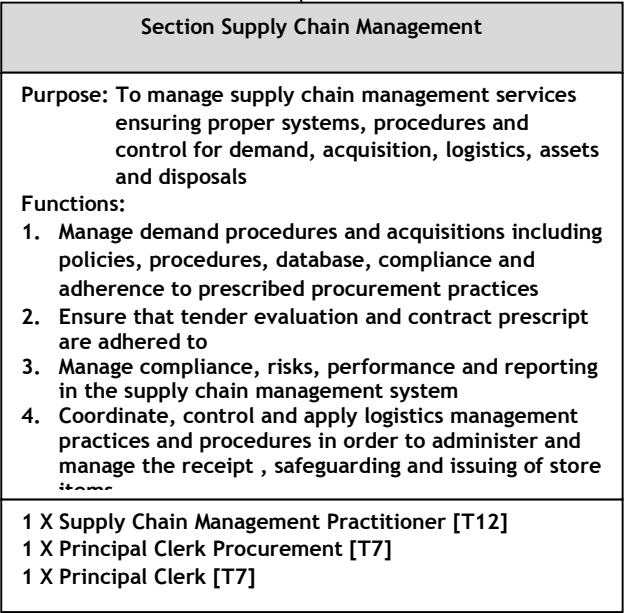 Section Supply Chain Management
Purpose: To manage supply chain management services
ensuring proper systems, procedures and
control for demand, acquisition, logistics, assets
and disposals
Functions:
1. Manage demand procedures and acquisitions including
policies, procedures, database, compliance and
adherence to prescribed procurement practices
2. Ensure that tender evaluation and contract prescript
are adhered to
3. Manage compliance, risks, performance and reporting
in the supply chain management system
4. Coordinate, control and apply logistics management
practices and procedures in order to administer and
manage the receipt , safeguarding and issuing of store
items
1 X Supply Chain Management Practitioner [T12]
1 X Principal Clerk Procurement [T7]
1 X Principal Clerk [T7]